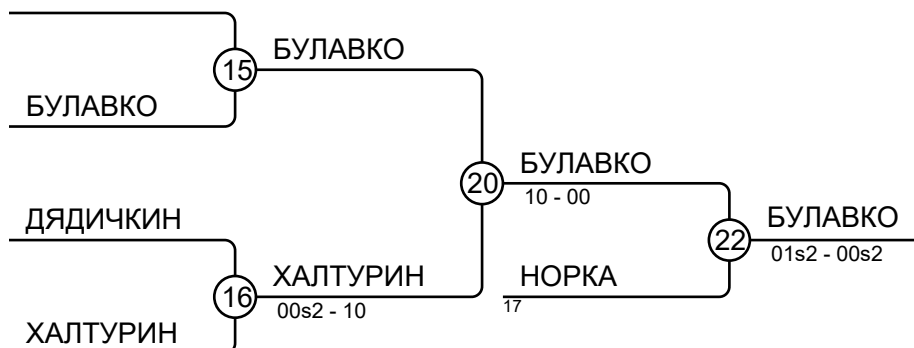 БУЛАВКО
15
БУЛАВКО
БУЛАВКО
20
10 - 00
ДЯДИЧКИН
БУЛАВКО
22
01s2 - 00s2
ХАЛТУРИН
НОРКА
16
00s2 - 10
17
ХАЛТУРИН